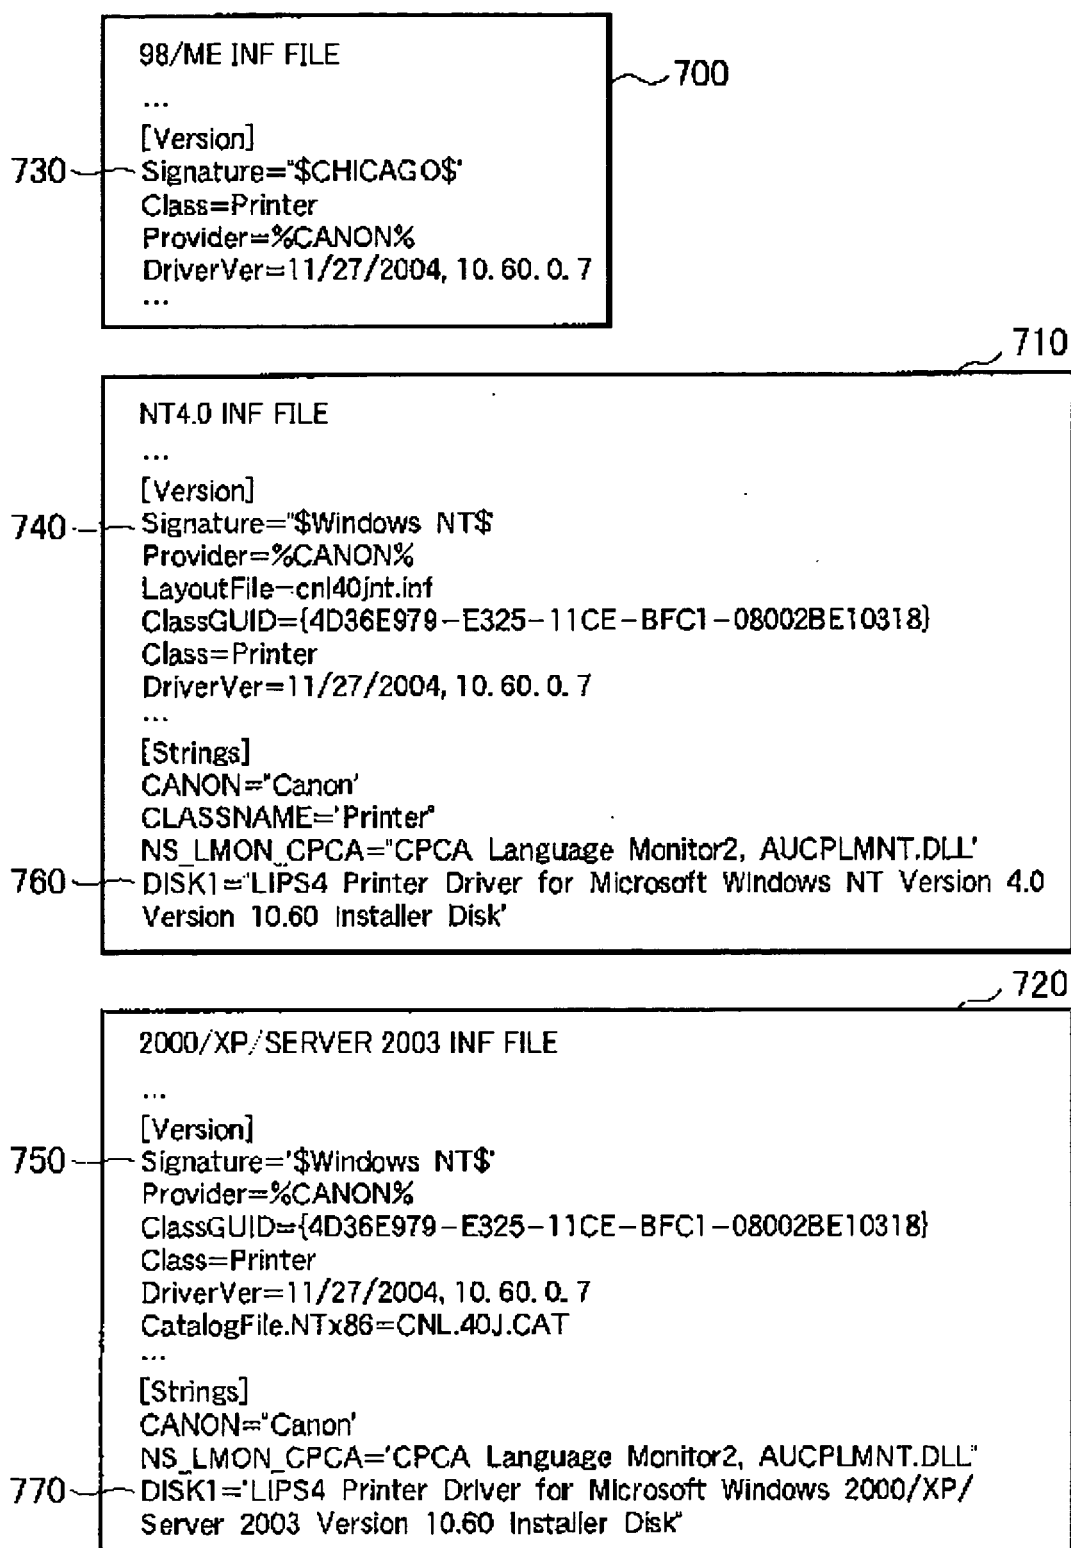 98/ME INF FILE
700
...
[Version]
730
Signature="$CHICAGO$"
Class=Printer
Provider=%CANON%
DriverVer=11/27/2004, 10. 60. 0. 7
...
710
NT4.0 INF FILE
...
[Version]
740
Signature="$Windows NT$
Provider=%CANON%
LayoutFile=cnl40jnt.inf
ClassGUID={4D36E979-E325-11CE-BFC1-08002BE10318}
Class=Printer
DriverVer=11/27/2004, 10. 60. 0. 7
...
[Strings]
CANON="Canon'
CLASSNAME='Printer"
NS_LMON_CPCA="CPCA Language Monitor2, AUCPLMNT.DLL'
760
DISK1="LIPS4 Printer Driver for Microsoft Windows NT Version 4.0
Version 10.60 Installer Disk'
720
2000/XP/SERVER 2003 INF FILE
...
[Version]
750
Signature='$Windows NT$'
Provider=%CANON%
ClassGUID={4D36E979-E325-11CE-BFC1-08002BE10318}
Class=Printer
DriverVer=11/27/2004, 10. 60. 0. 7
CatalogFile.NTx86=CNL.40J.CAT
...
[Strings]
CANON="Canon'
NS_LMON_CPCA='CPCA Language Monitor2, AUCPLMNT.DLL"
770
DISK1='LIPS4 Printer Driver for Microsoft Windows 2000/XP/
Server 2003 Version 10.60 Installer Disk"